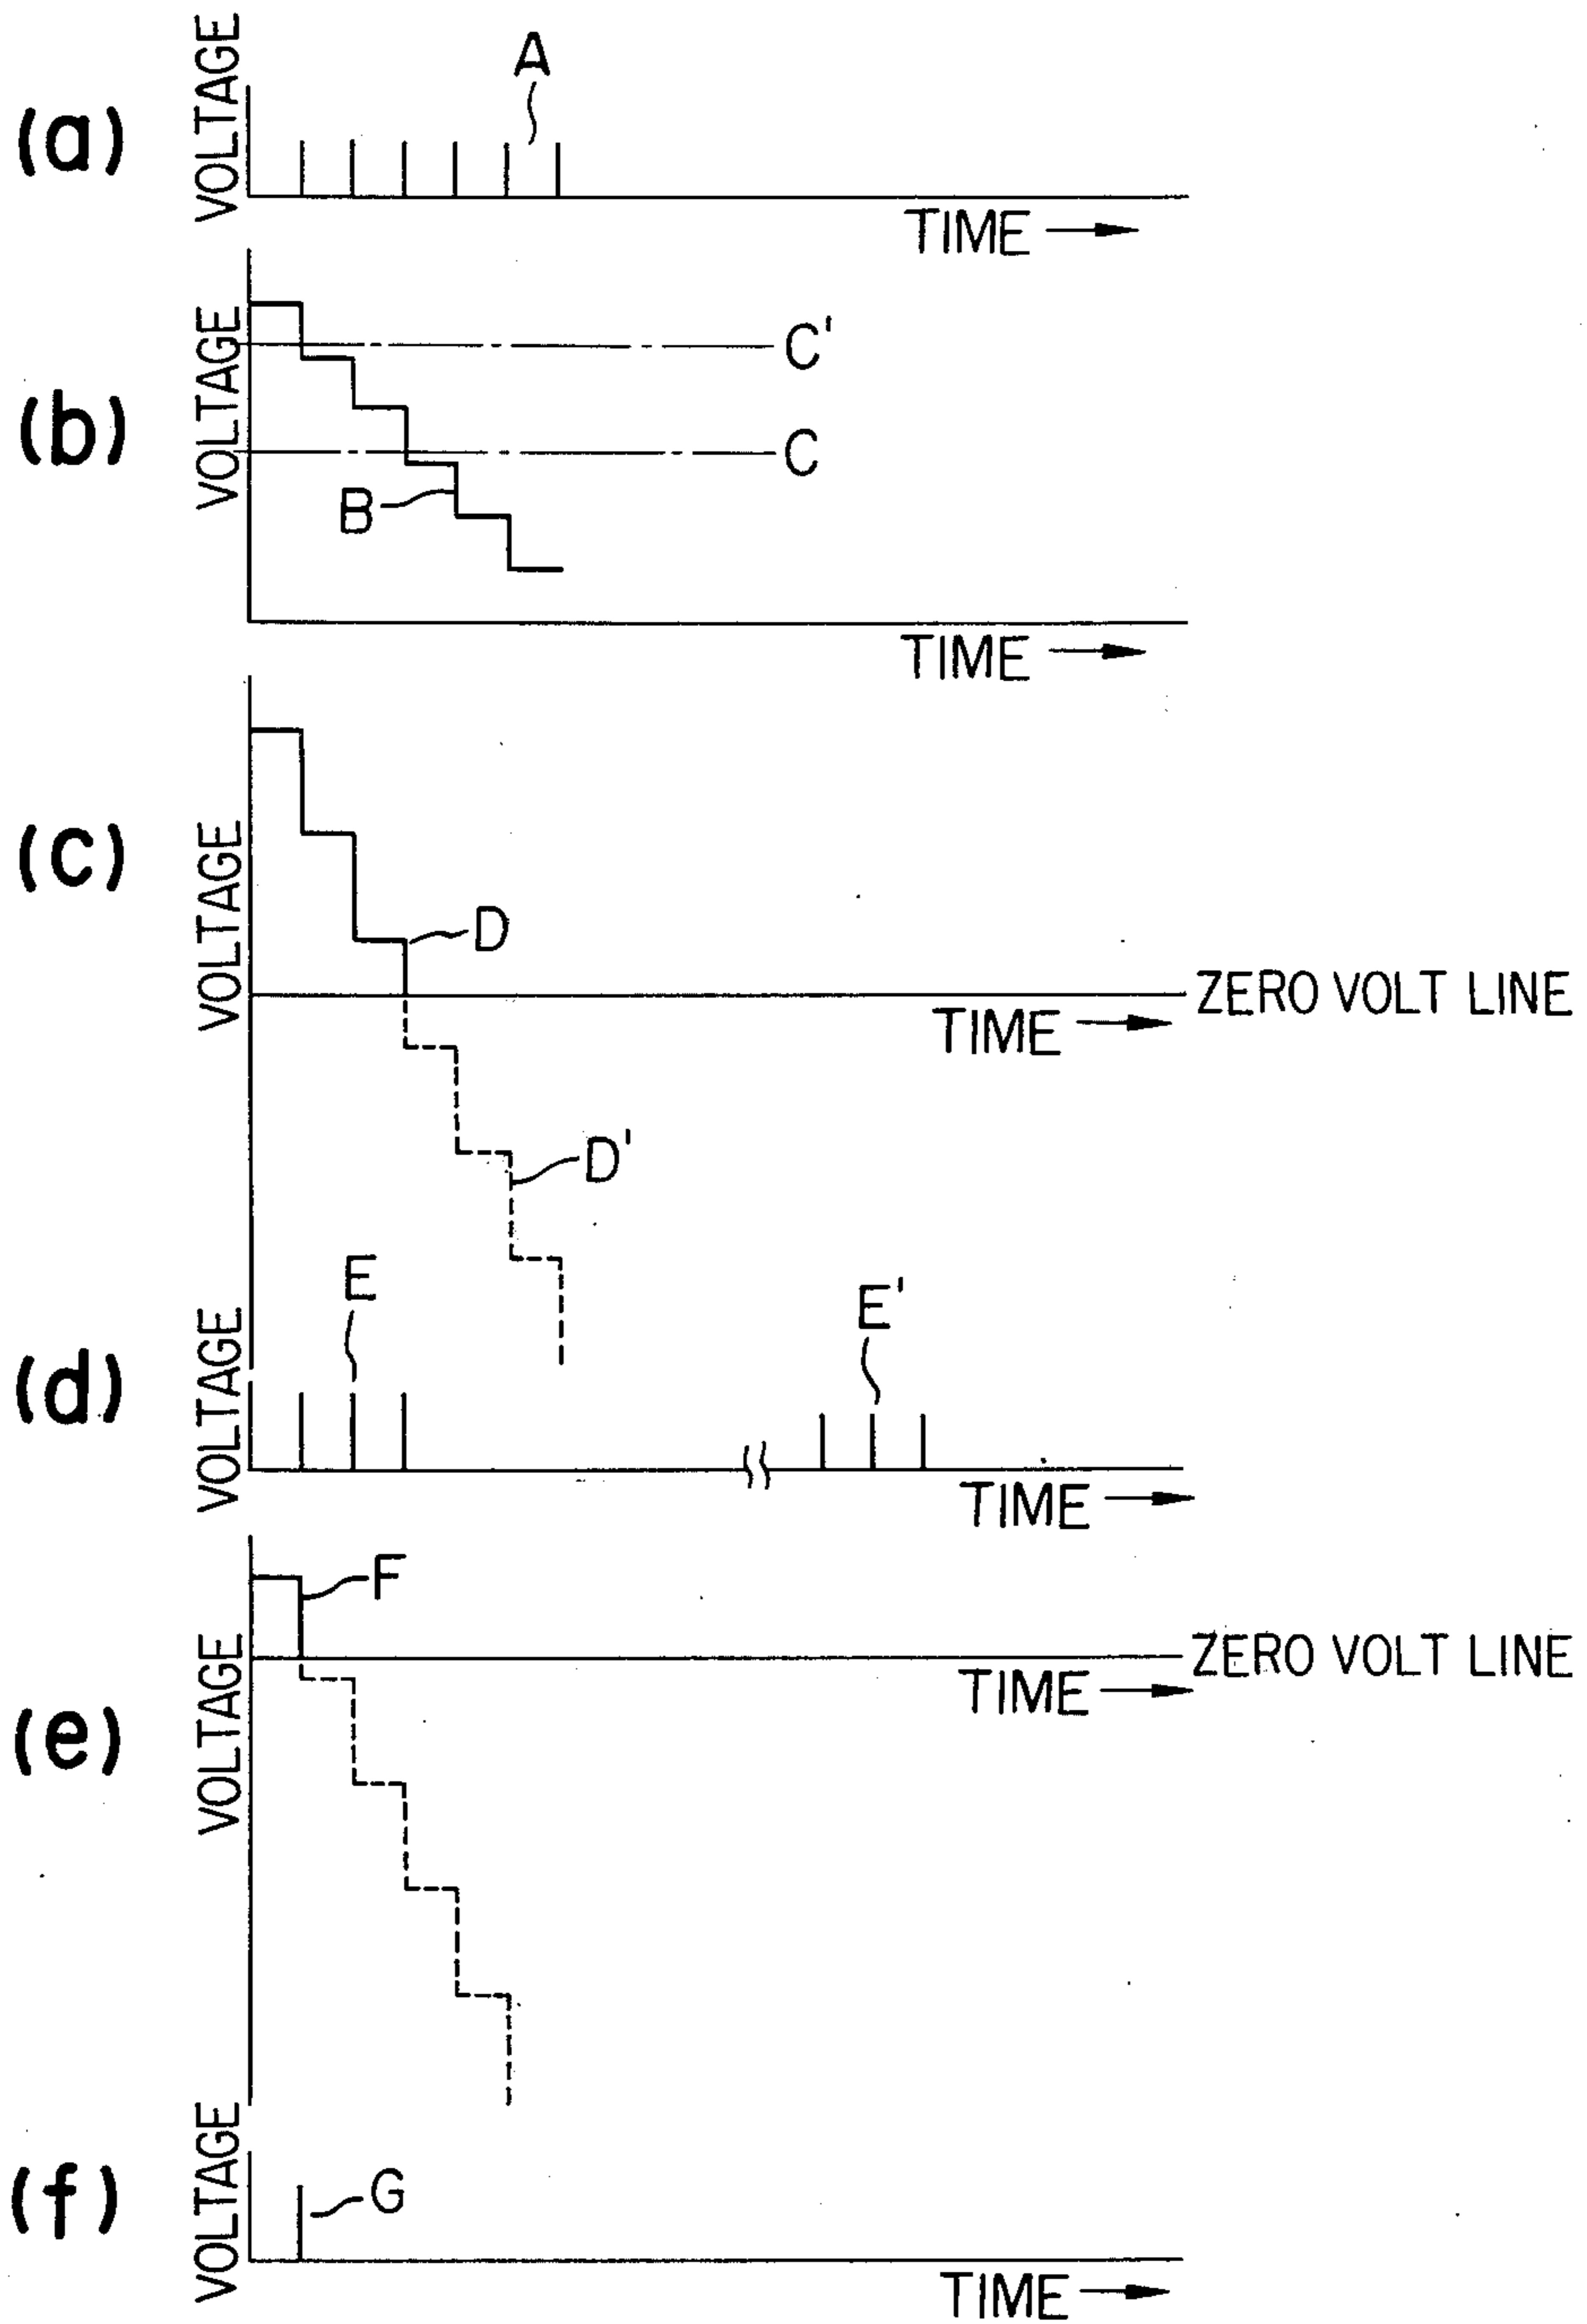 (a)
VOLTAGE
A
TIME
(b)
VOLTAGE
C'
C
B
TIME
(c)
VOLTAGE
D
ZERO VOLT LINE
TIME
D'
(d)
VOLTAGE
E
E'
TIME
(e)
VOLTAGE
F
ZERO VOLT LINE
TIME
(f)
VOLTAGE
G
TIME